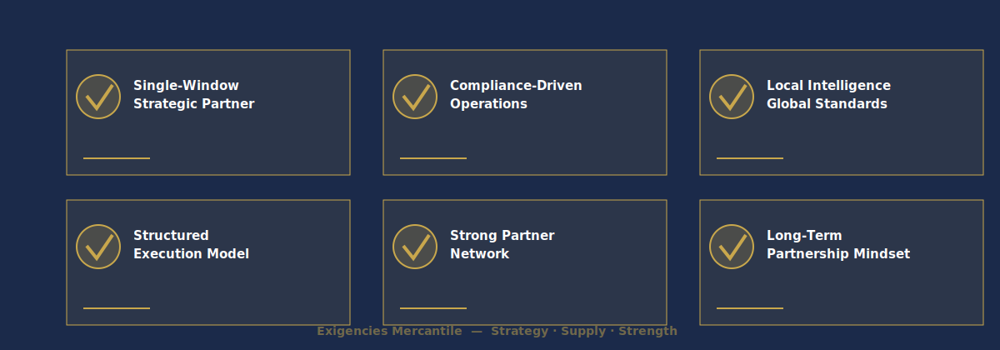 Single-Window
Strategic Partner
Compliance-Driven
Operations
Local Intelligence
Global Standards
Structured
Execution Model
Strong Partner
Network
Long-Term
Partnership Mindset
Exigencies Mercantile — Strategy · Supply · Strength